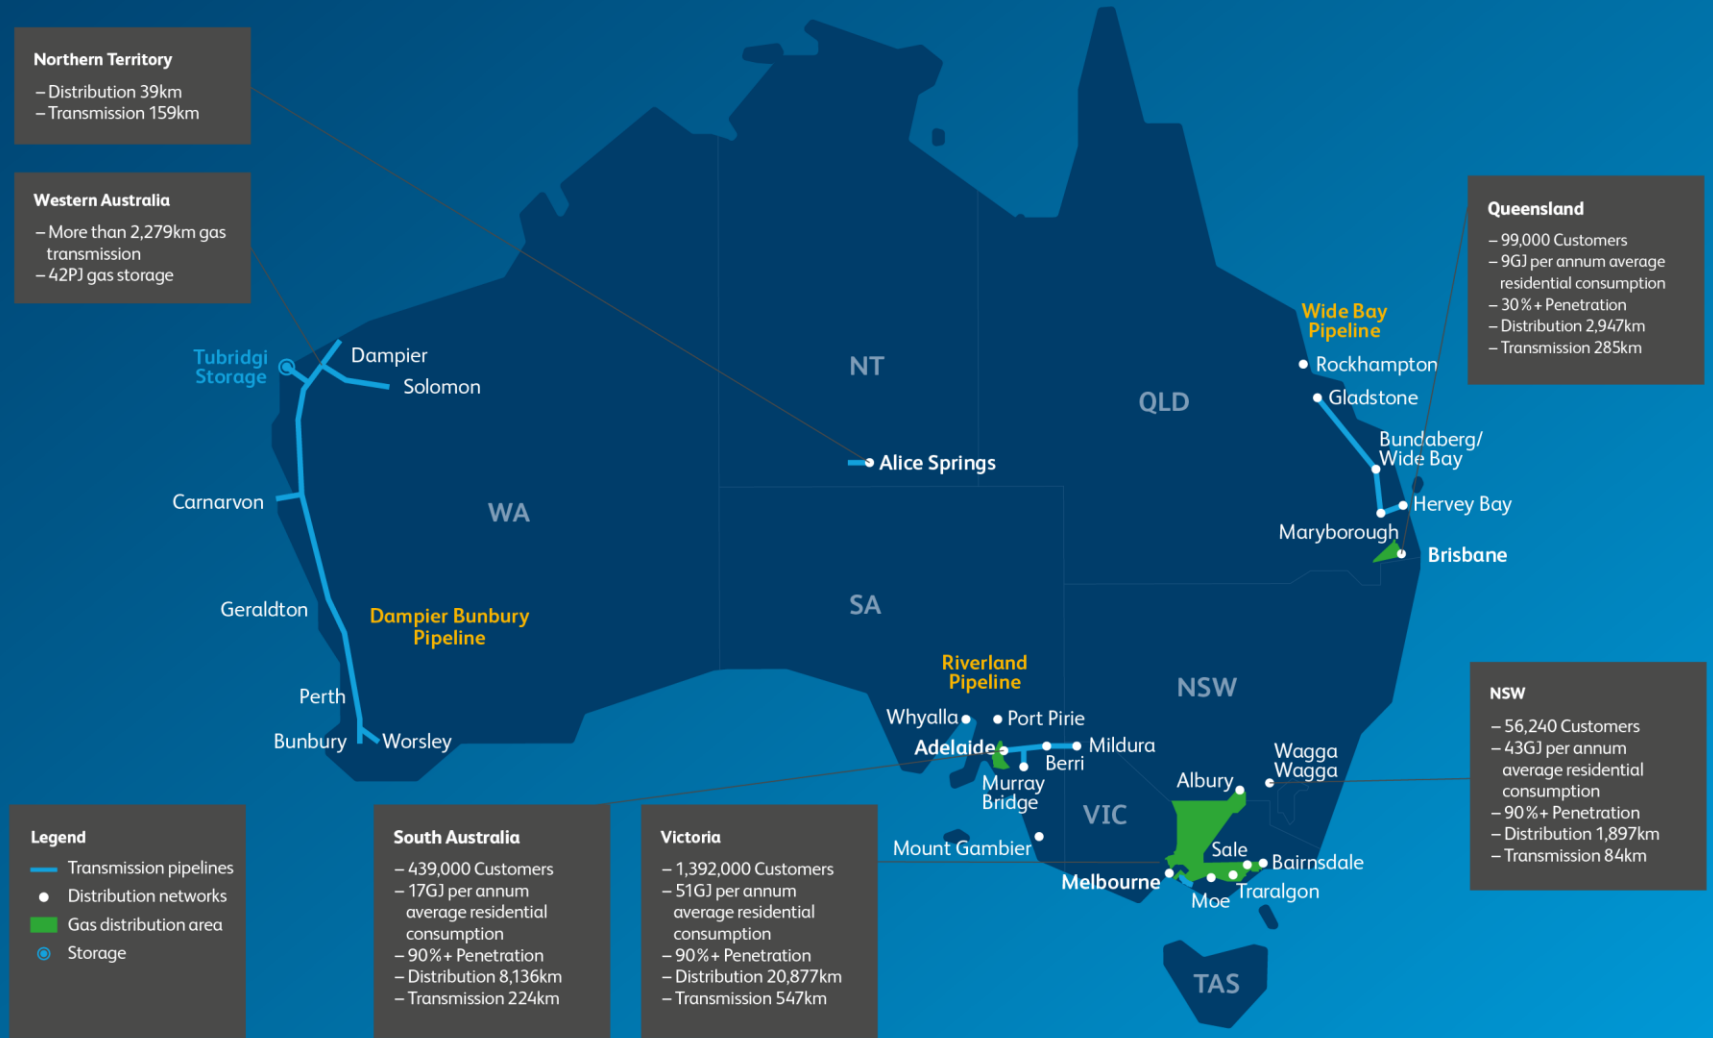 Northern Territory
– Distribution 39km
– Transmission 159km
Western Australia
– More than 2,279km gas
transmission
– 42PJ gas storage
Queensland
– 99,000 Customers
– 9GJ per annum average
residential consumption
– 30%+ Penetration
– Distribution 2,947km
– Transmission 285km
Wide Bay
Pipeline
Rockhampton
Gladstone
Bundaberg/
Wide Bay
Hervey Bay
Maryborough
Brisbane
Tubridgi
Storage
Dampier
Solomon
NT
QLD
Alice Springs
Carnarvon
WA
Geraldton
Dampier Bunbury
Pipeline
SA
Perth
Bunbury
Worsley
Riverland
Pipeline
NSW
Whyalla
Port Pirie
Adelaide
Mildura
Berri
Murray
Bridge
Wagga
Wagga
Albury
VIC
Mount Gambier
Sale
Bairnsdale
Melbourne
Moe
Traralgon
TAS
NSW
– 56,240 Customers
– 43GJ per annum
average residential
consumption
– 90%+ Penetration
– Distribution 1,897km
– Transmission 84km
Legend
Transmission pipelines
Distribution networks
Gas distribution area
Storage
South Australia
– 439,000 Customers
– 17GJ per annum
average residential
consumption
– 90%+ Penetration
– Distribution 8,136km
– Transmission 224km
Victoria
– 1,392,000 Customers
– 51GJ per annum
average residential
consumption
– 90%+ Penetration
– Distribution 20,877km
– Transmission 547km